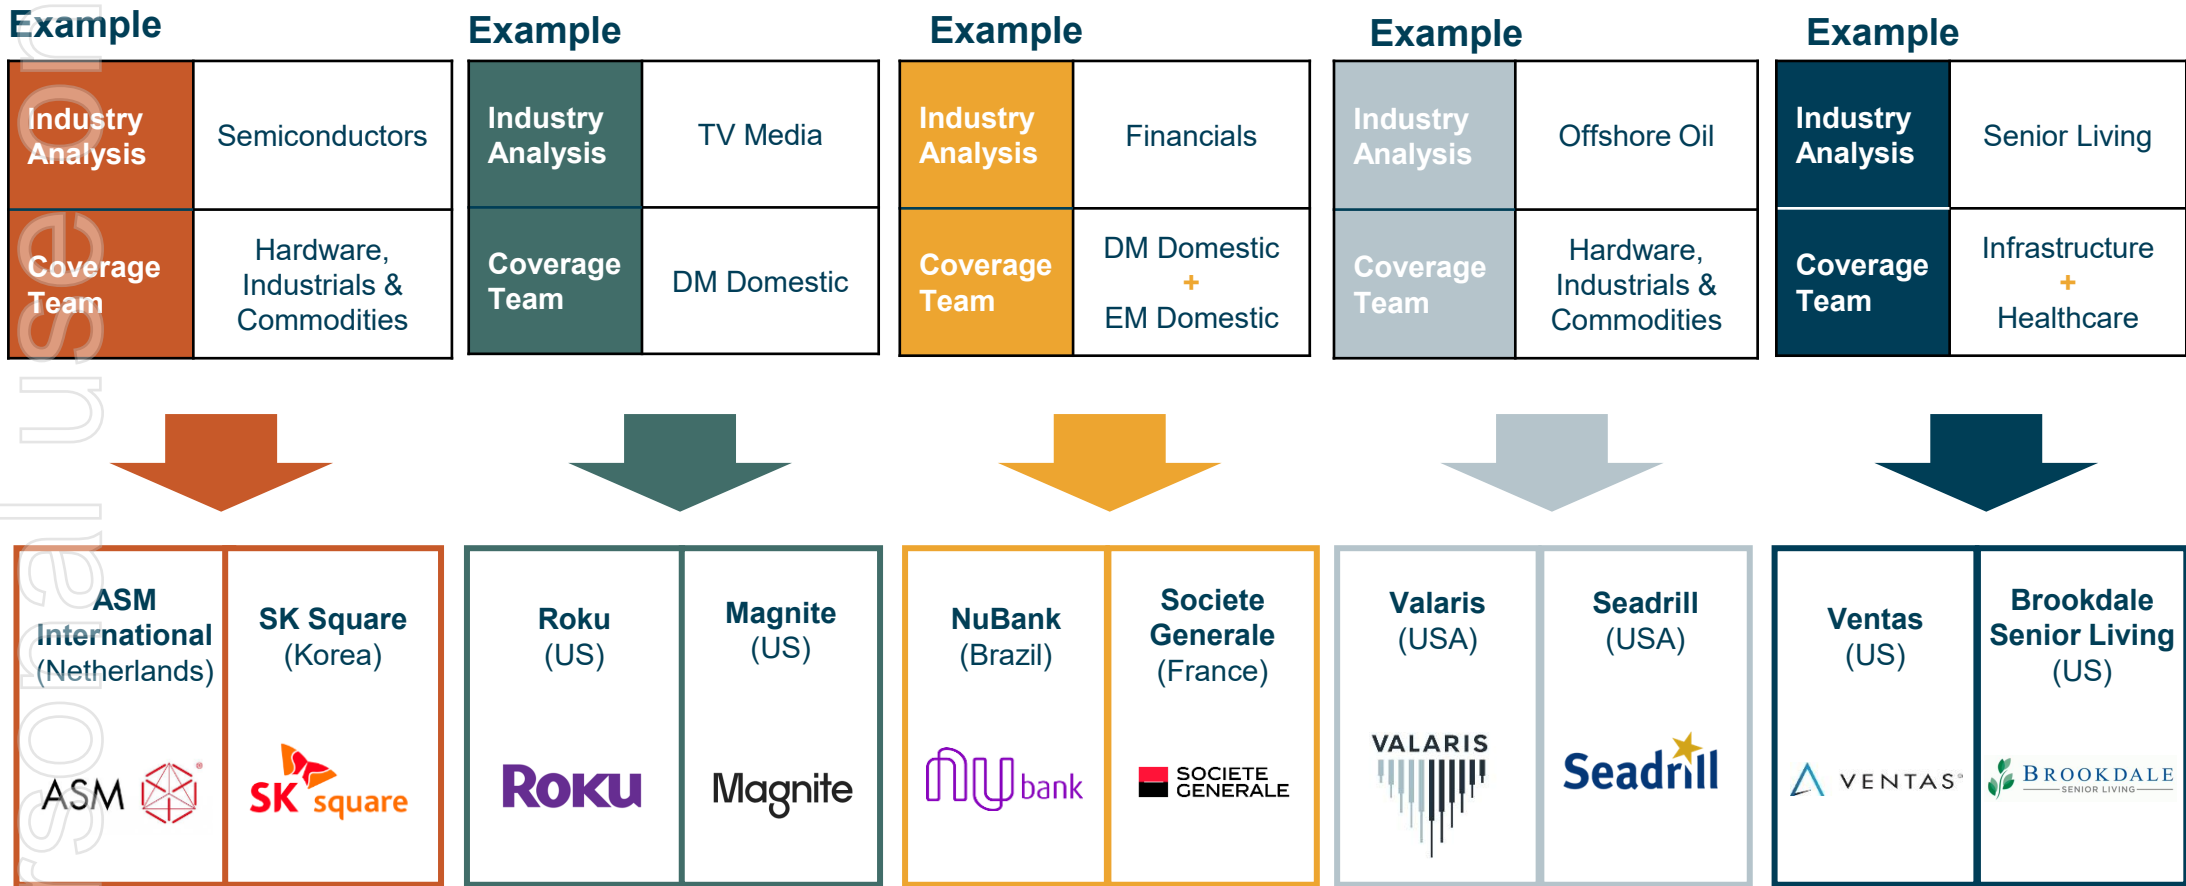 Example
Industry
Analysis
Semiconductors
Coverage
Team
Hardware,
Industrials &
Commodities
ASM
International
(Netherlands)
ASM
SK Square
(Korea)
SK square
Example
Industry
Analysis
TV Media
Coverage
Team
DM Domestic
Roku
(US)
ROKU
Magnite
(US)
Magnite
Example
Industry
Analysis
Financials
Coverage
Team
DM Domestic
+
EM Domestic
NuBank
(Brazil)
nu bank
Societe
Generale
(France)
SOCIETE
GENERALE
Example
Industry
Analysis
Offshore Oil
Coverage
Team
Hardware,
Industrials &
Commodities
Valaris
(USA)
VALARIS
Seadrill
(USA)
Seadrill
Example
Industry
Analysis
Senior Living
Coverage
Team
Infrastructure
+
Healthcare
Ventas
(US)
VENTAS
Brookdale
Senior Living
(US)
BROOKDALE
SENIOR LIVING
rsonal use on